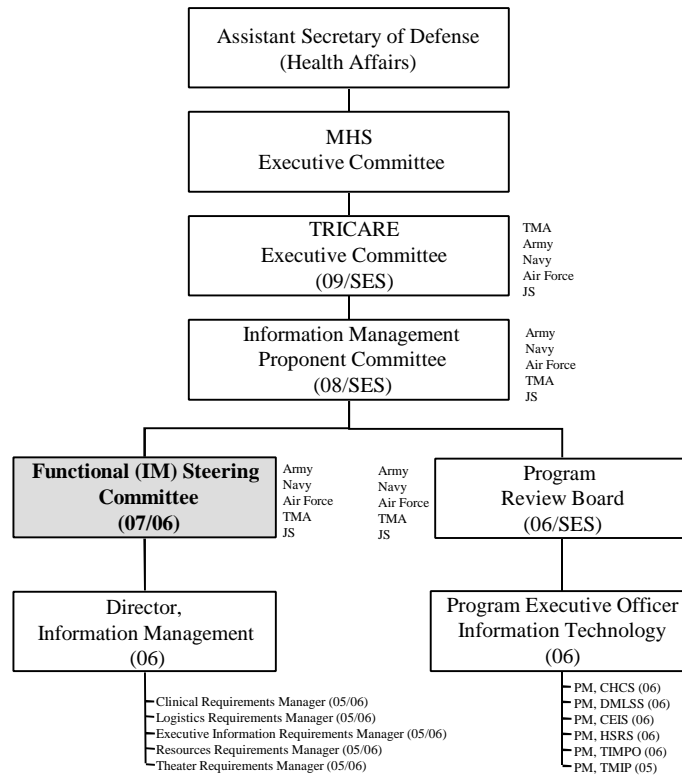 Assistant Secretary of Defense
(Health Affairs)
MHS
Executive Committee
TRICARE
Executive Committee
(09/SES)
TMA
Army
Navy
Air Force
JS
Information Management
Proponent Committee
(08/SES)
Army
Navy
Air Force
TMA
JS
Functional (IM) Steering
Committee
(07/06)
Army
Navy
Air Force
TMA
JS
Army
Navy
Air Force
TMA
JS
Program
Review Board
(06/SES)
Director,
Information Management
(06)
Clinical Requirements Manager (05/06)
Logistics Requirements Manager (05/06)
Executive Information Requirements Manager (05/06)
Resources Requirements Manager (05/06)
Theater Requirements Manager (05/06)
Program Executive Officer
Information Technology
(06)
PM, CHCS (06)
PM, DMLSS (06)
PM, CEIS (06)
PM, HSRS (06)
PM, TIMPO (06)
PM, TMIP (05)